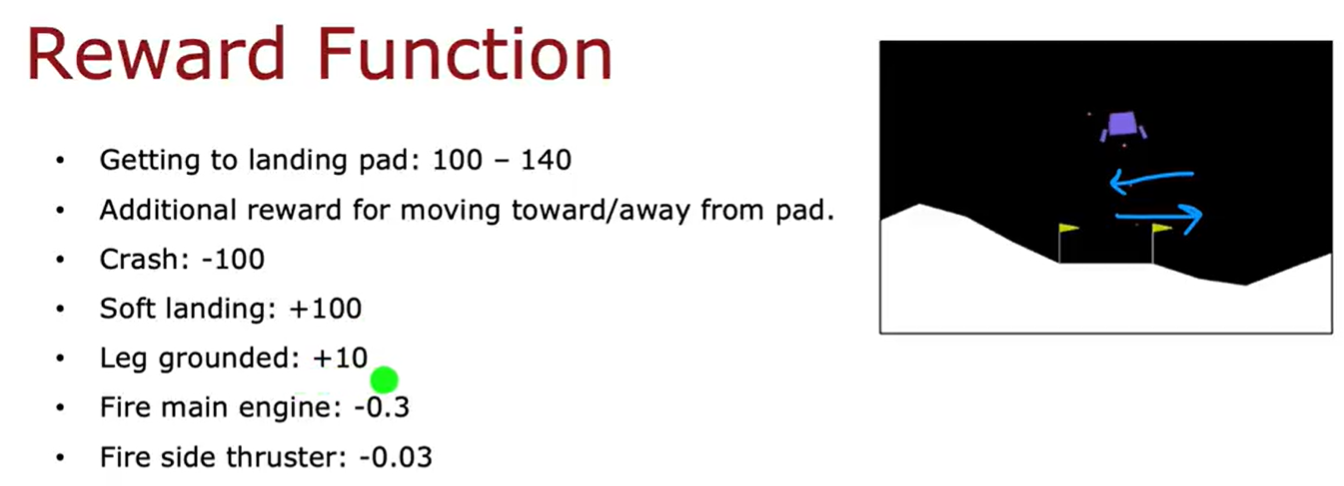 Reward Function
• Getting to landing pad: 100 – 140
• Additional reward for moving toward/away from pad.
• Crash: -100
• Soft landing: +100
• Leg grounded: +10
• Fire main engine: -0.3
• Fire side thruster: -0.03